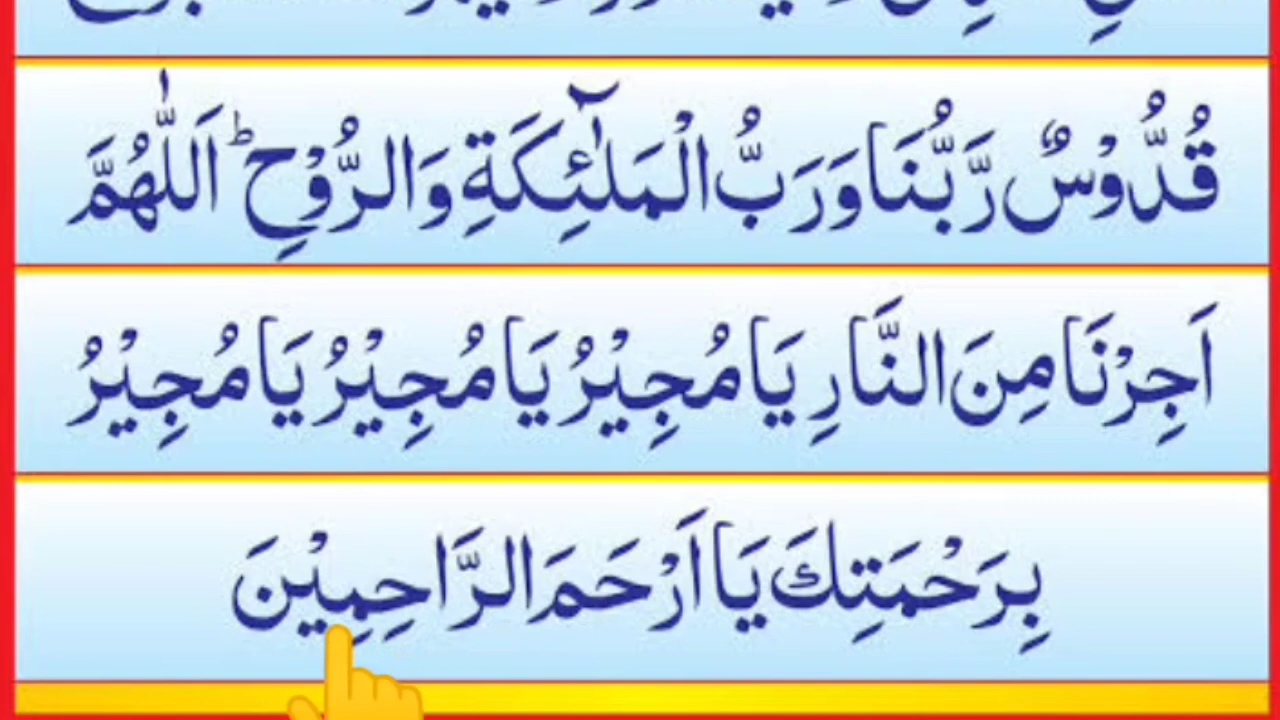 قُدُّوْسٌ رَّبُّنَا وَرَبُّ الْمَلٰٓئِكَةِ وَالرُّوْحِ ؕ اَللّٰهُمَّ
اَجِرْنَا مِنَ النَّارِ يَا مُجِيْرُ يَا مُجِيْرُ يَا مُجِيْرُ
بِرَحْمَتِكَ يَا اَرْحَمَ الرَّاحِمِيْنَ